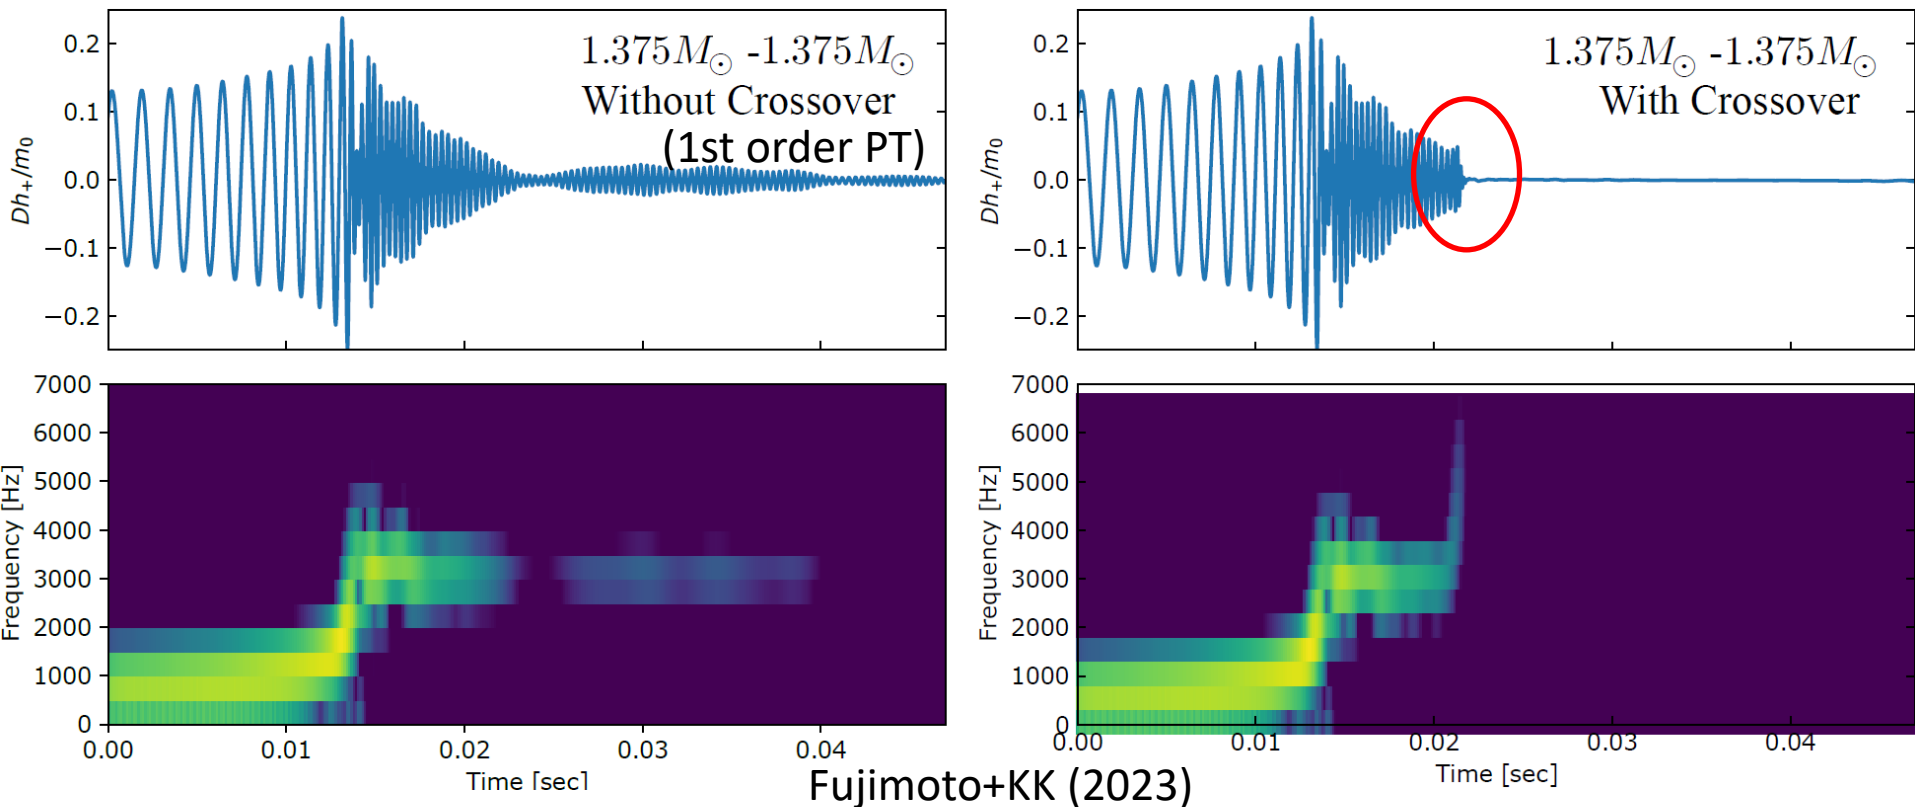 0.2
0.1
0.0
−0.1
−0.2
Dh₊/m₀
1.375M☉ -1.375M☉
Without Crossover
(1st order PT)
0.2
0.1
0.0
−0.1
−0.2
Dh₊/m₀
1.375M☉ -1.375M☉
With Crossover
7000
6000
5000
4000
3000
2000
1000
0
Frequency [Hz]
0.00 0.01 0.02 0.03 0.04
Time [sec]
7000
6000
5000
4000
3000
2000
1000
0
Frequency [Hz]
0.00 0.01 0.02 0.03 0.04
Time [sec]
Fujimoto+KK (2023)